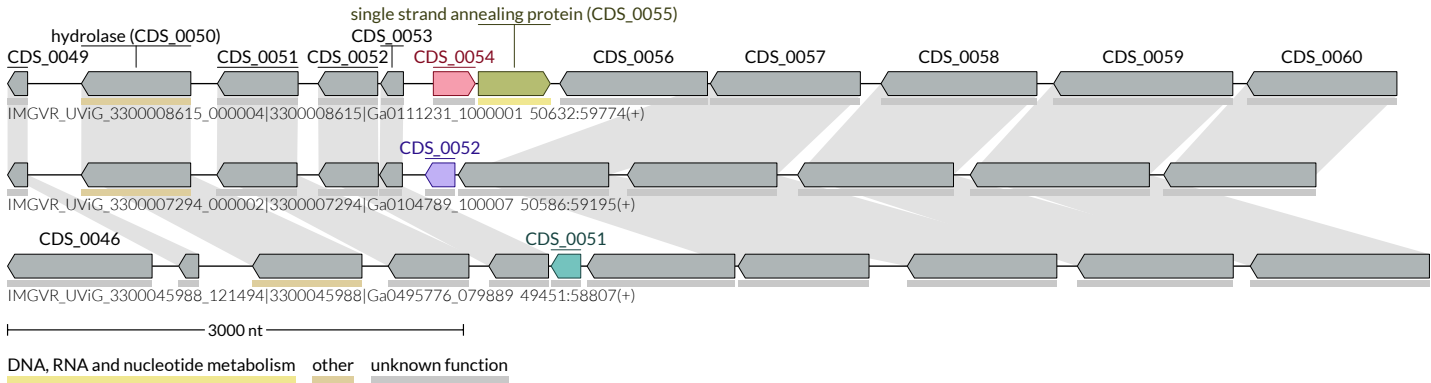 single strand annealing protein (CDS_0055)
hydrolase (CDS_0050) CDS_0053
CDS_0049 CDS_0051 CDS_0052 CDS_0054 CDS_0056 CDS_0057 CDS_0058 CDS_0059 CDS_0060
IMGVR_UViG_3300008615_000004|3300008615|Ga0111231_1000001 50632:59774(+)
CDS_0052
IMGVR_UViG_3300007294_000002|3300007294|Ga0104789_100007 50586:59195(+)
CDS_0046 CDS_0051
IMGVR_UViG_3300045988_121494|3300045988|Ga0495776_079889 49451:58807(+)
3000 nt
DNA, RNA and nucleotide metabolism other unknown function